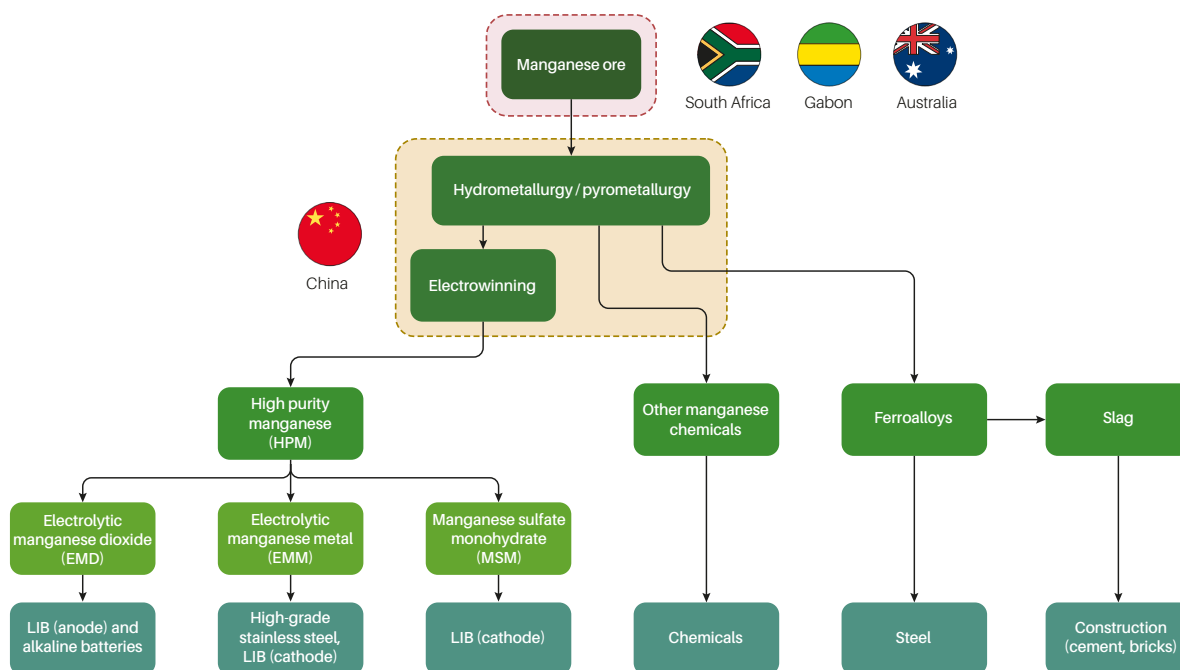 Manganese ore
South Africa
Gabon
Australia
Hydrometallurgy / pyrometallurgy
China
Electrowinning
High purity
manganese
(HPM)
Other manganese
chemicals
Ferroalloys
Slag
Electrolytic
manganese dioxide
(EMD)
Electrolytic
manganese metal
(EMM)
Manganese sulfate
monohydrate
(MSM)
LIB (anode) and
alkaline batteries
High-grade
stainless steel,
LIB (cathode)
LIB (cathode)
Chemicals
Steel
Construction
(cement, bricks)